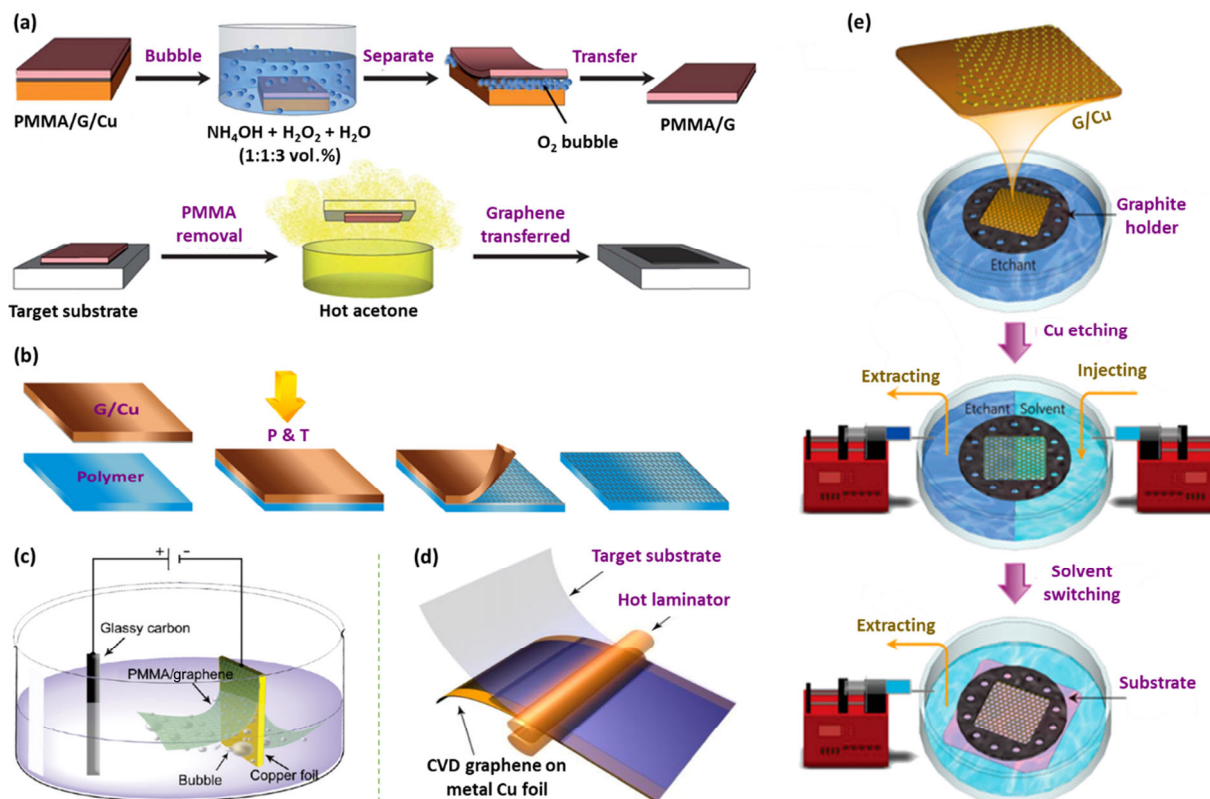 (a)
Bubble
Separate
Transfer
PMMA/G/Cu
NH₄OH + H₂O₂ + H₂O
(1:1:3 vol.%)
O₂ bubble
PMMA/G
PMMA
removal
Graphene
transferred
Target substrate
Hot acetone
(b)
G/Cu
P & T
Polymer
(c)
+
−
Glassy carbon
PMMA/graphene
Bubble
Copper foil
(d)
Target substrate
Hot laminator
CVD graphene on
metal Cu foil
(e)
G/Cu
Graphite
holder
Etchant
Cu etching
Extracting
Injecting
Etchant
Solvent
Solvent
switching
Extracting
Substrate